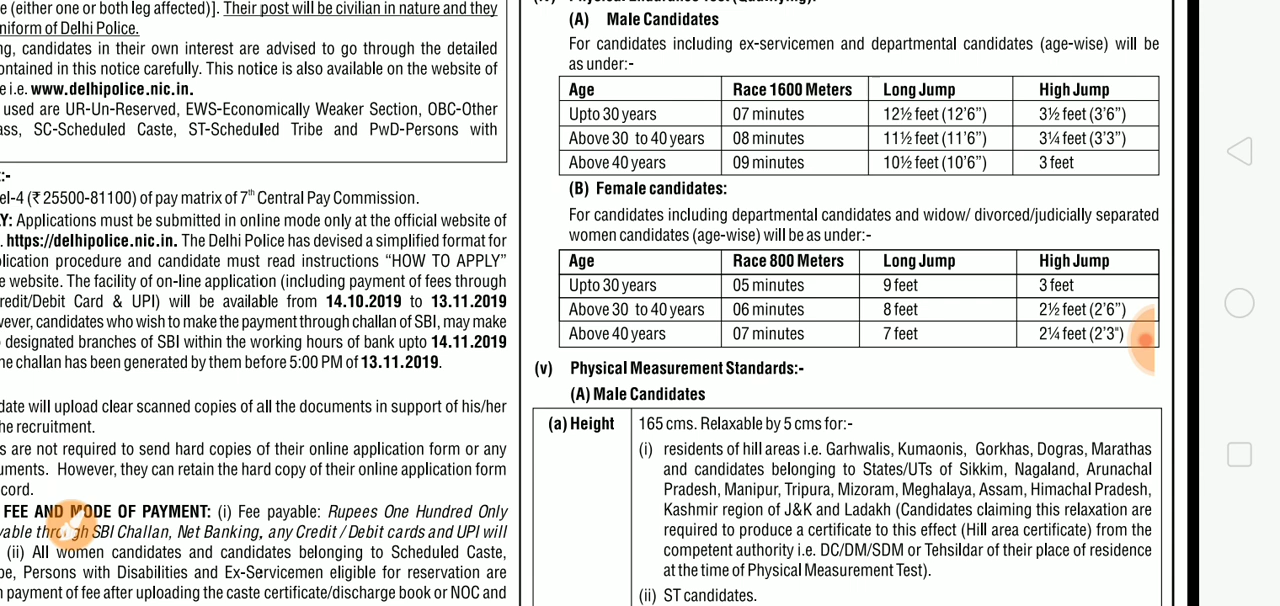 e (either one or both leg affected)]. Their post will be civilian in nature and they
niform of Delhi Police.
ng, candidates in their own interest are advised to go through the detailed
ontained in this notice carefully. This notice is also available on the website of
e i.e. www.delhipolice.nic.in.
used are UR-Un-Reserved, EWS-Economically Weaker Section, OBC-Other
ass, SC-Scheduled Caste, ST-Scheduled Tribe and PwD-Persons with
t:-
el-4 (₹ 25500-81100) of pay matrix of 7th Central Pay Commission.
Y: Applications must be submitted in online mode only at the official website of
. https://delhipolice.nic.in. The Delhi Police has devised a simplified format for
plication procedure and candidate must read instructions “HOW TO APPLY”
e website. The facility of on-line application (including payment of fees through
redit/Debit Card & UPI) will be available from 14.10.2019 to 13.11.2019
wever, candidates who wish to make the payment through challan of SBI, may make
designated branches of SBI within the working hours of bank upto 14.11.2019
he challan has been generated by them before 5:00 PM of 13.11.2019.
date will upload clear scanned copies of all the documents in support of his/her
he recruitment.
s are not required to send hard copies of their online application form or any
uments. However, they can retain the hard copy of their online application form
cord.
FEE AND MODE OF PAYMENT: (i) Fee payable: Rupees One Hundred Only
yable through SBI Challan, Net Banking, any Credit / Debit cards and UPI will
(ii) All women candidates and candidates belonging to Scheduled Caste,
be, Persons with Disabilities and Ex-Servicemen eligible for reservation are
n payment of fee after uploading the caste certificate/discharge book or NOC and
(iv) Physical Endurance Test (Qualifying):
(A) Male Candidates
For candidates including ex-servicemen and departmental candidates (age-wise) will be
as under:-
Age Race 1600 Meters Long Jump High Jump
Upto 30 years 07 minutes 12½ feet (12’6”) 3½ feet (3’6”)
Above 30 to 40 years 08 minutes 11½ feet (11’6”) 3¼ feet (3’3”)
Above 40 years 09 minutes 10½ feet (10’6”) 3 feet
(B) Female candidates:
For candidates including departmental candidates and widow/ divorced/judicially separated
women candidates (age-wise) will be as under:-
Age Race 800 Meters Long Jump High Jump
Upto 30 years 05 minutes 9 feet 3 feet
Above 30 to 40 years 06 minutes 8 feet 2½ feet (2’6”)
Above 40 years 07 minutes 7 feet 2¼ feet (2’3")
(v) Physical Measurement Standards:-
(A) Male Candidates
(a) Height 165 cms. Relaxable by 5 cms for:-
(i) residents of hill areas i.e. Garhwalis, Kumaonis, Gorkhas, Dogras, Marathas
and candidates belonging to States/UTs of Sikkim, Nagaland, Arunachal
Pradesh, Manipur, Tripura, Mizoram, Meghalaya, Assam, Himachal Pradesh,
Kashmir region of J&K and Ladakh (Candidates claiming this relaxation are
required to produce a certificate to this effect (Hill area certificate) from the
competent authority i.e. DC/DM/SDM or Tehsildar of their place of residence
at the time of Physical Measurement Test).
(ii) ST candidates.